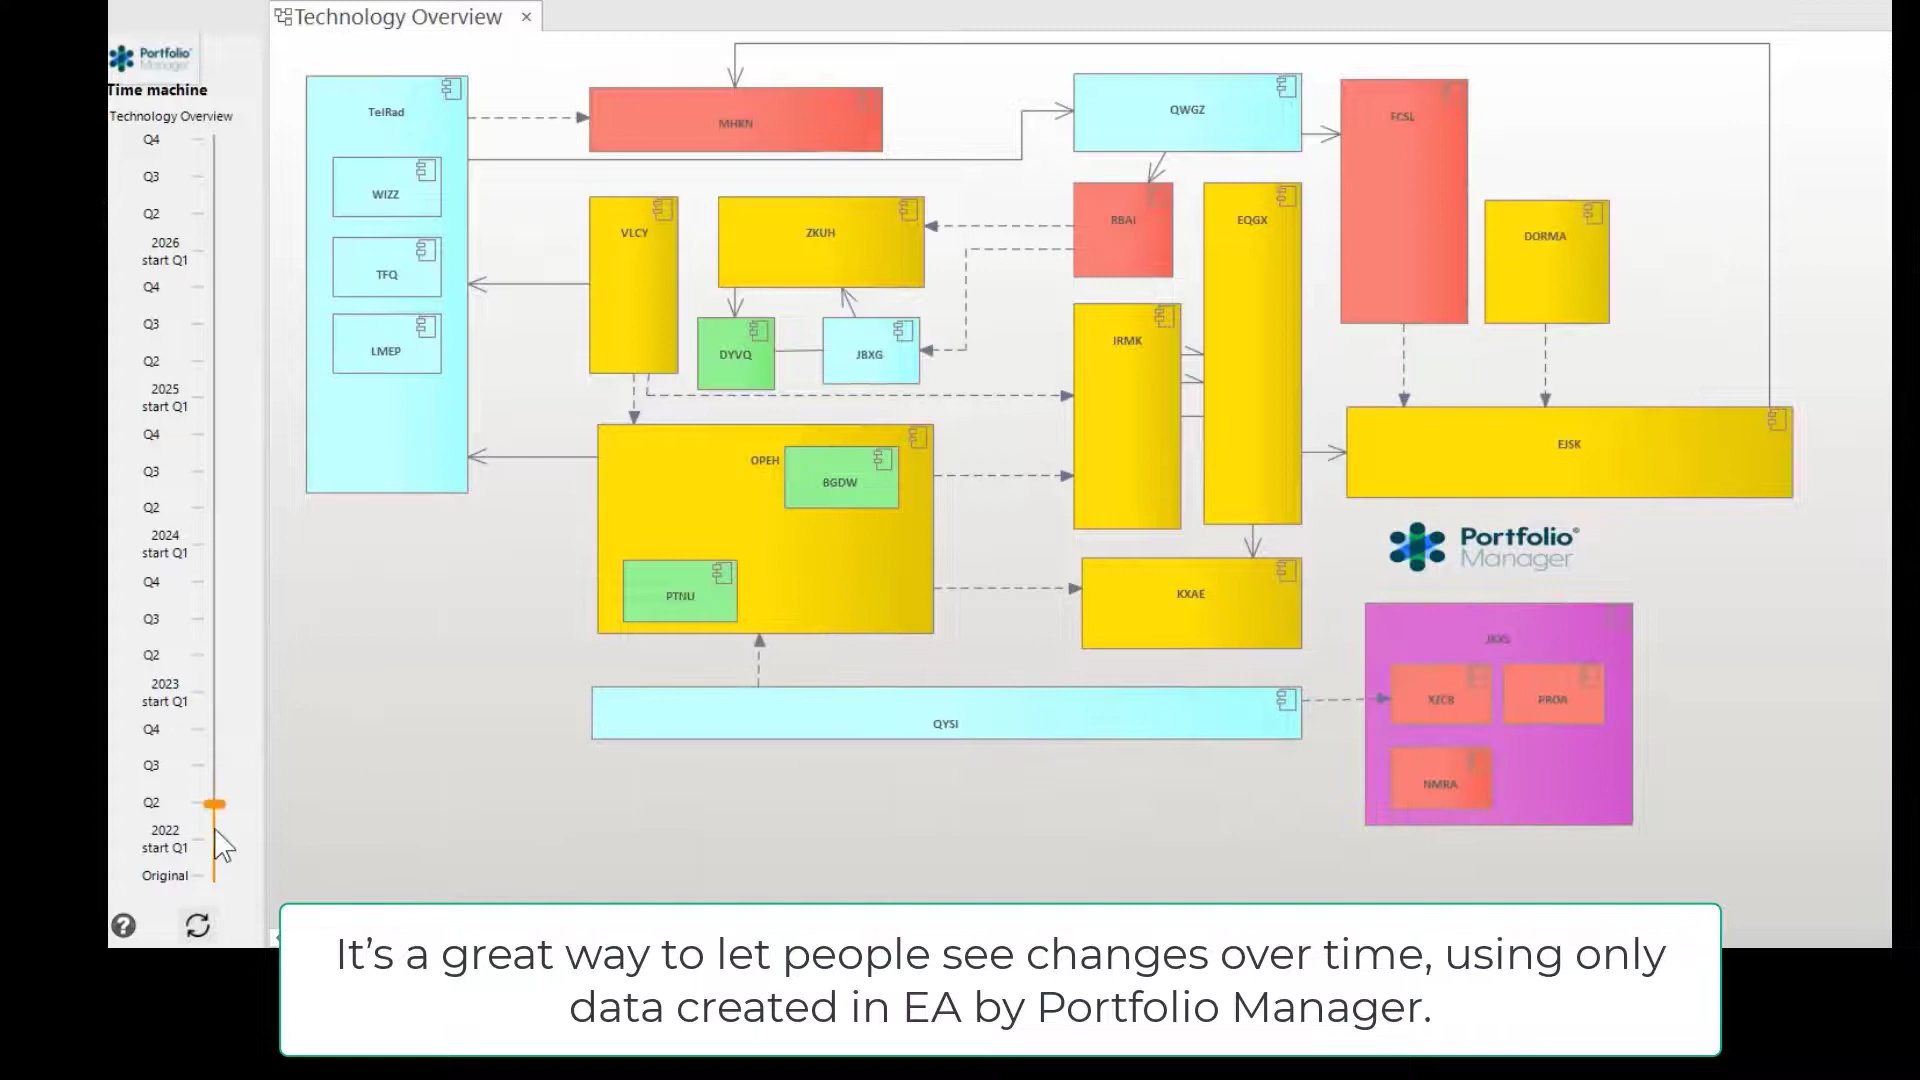 Technology Overview ×
Portfolio
Manager
Time machine
Technology Overview
Q4
Q3
Q2
2026
start Q1
Q4
Q3
Q2
2025
start Q1
Q4
Q3
Q2
2024
start Q1
Q4
Q3
Q2
2023
start Q1
Q4
Q3
Q2
2022
start Q1
Original
TelRad
WIZZ
TFQ
LMEP
MHKN
QWGZ
FCSL
VLCY
ZKUH
RBAI
EQGX
DORMA
DYVQ
JBXG
IRMK
OPEH
BGDW
EJSK
PTNU
KXAE
Portfolio
Manager
XZCB
PROA
QYSI
NMRA
It’s a great way to let people see changes over time, using only
data created in EA by Portfolio Manager.